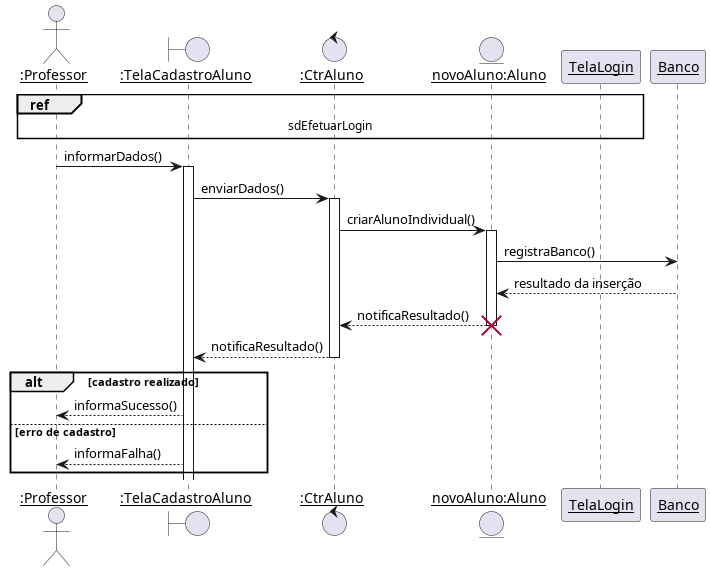 :Professor
:TelaCadastroAluno
:CtrAluno
novoAluno:Aluno
TelaLogin
Banco
ref
sdEfetuarLogin
informarDados()
enviarDados()
criarAlunoIndividual()
registraBanco()
resultado da inserção
notificaResultado()
notificaResultado()
alt
[cadastro realizado]
informaSucesso()
[erro de cadastro]
informaFalha()
:Professor
:TelaCadastroAluno
:CtrAluno
novoAluno:Aluno
TelaLogin
Banco